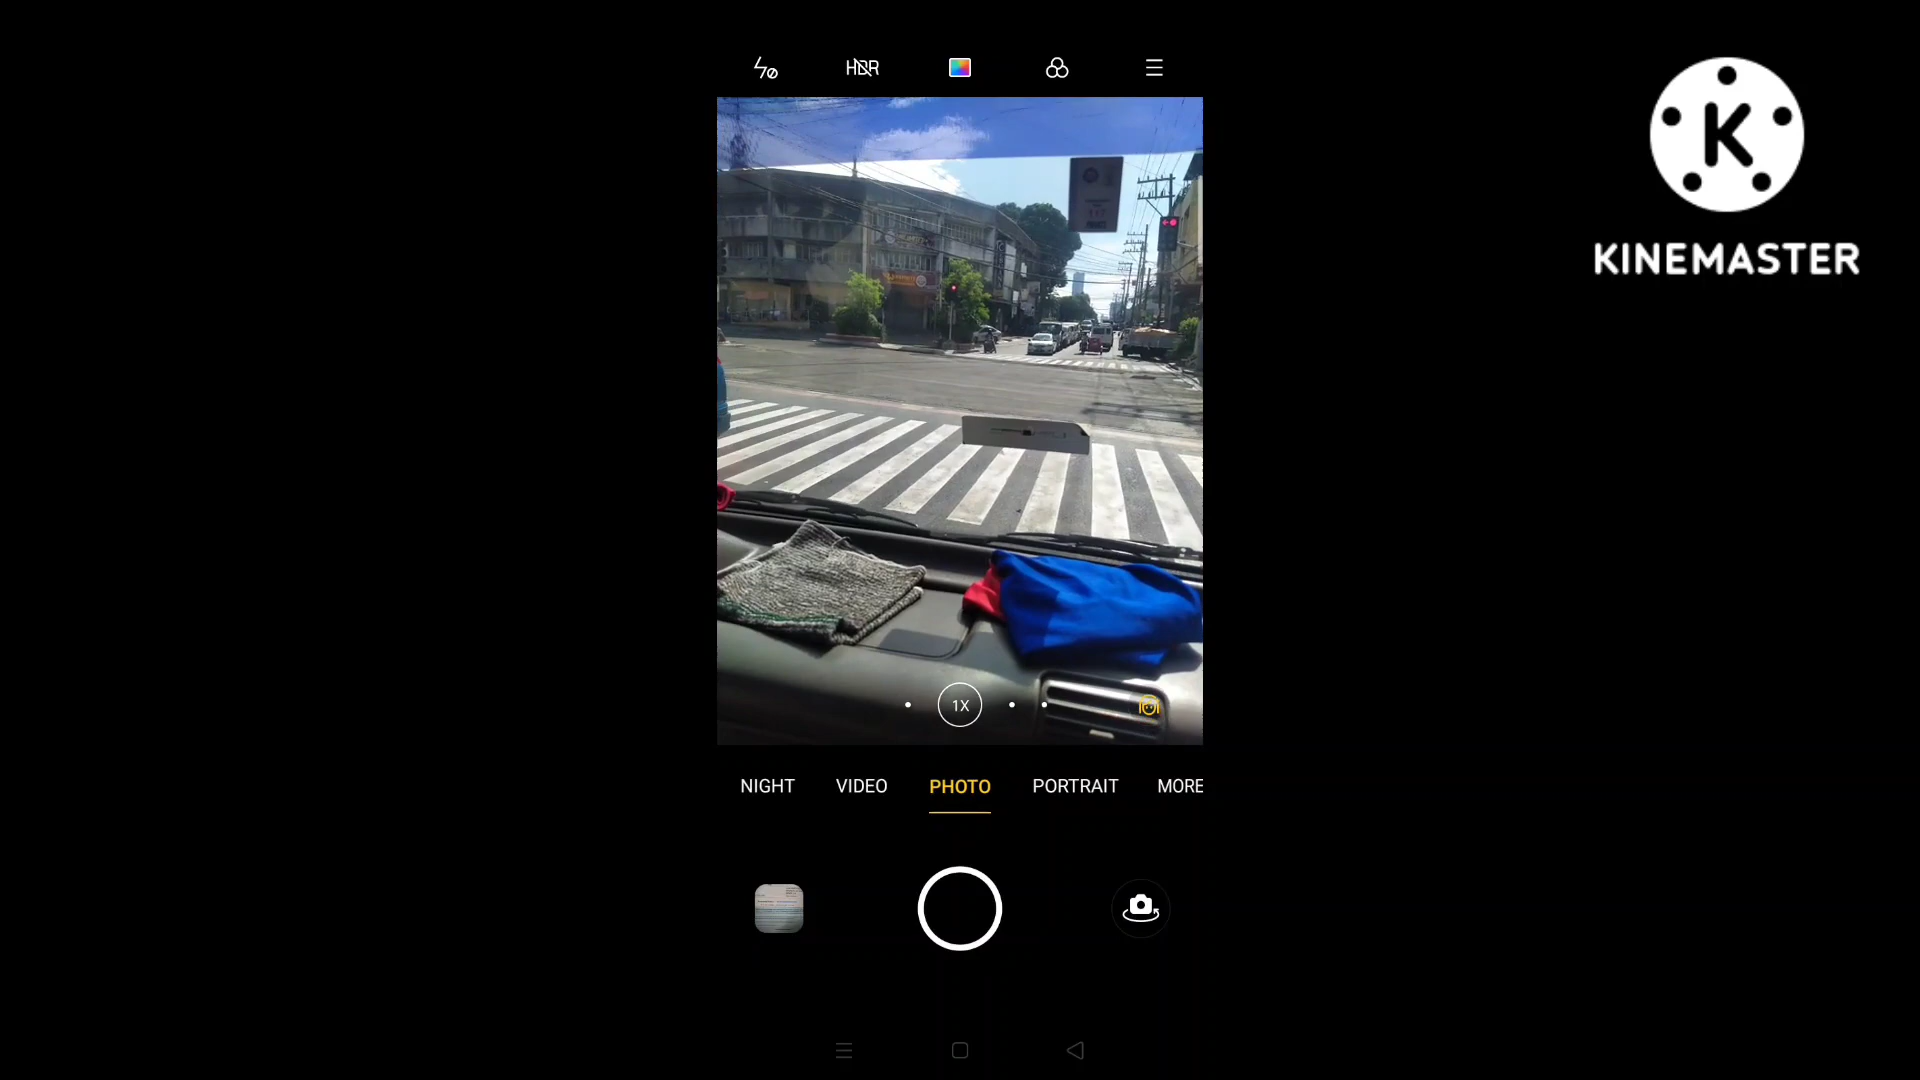 HDR
K
KINEMASTER
1X
NIGHT VIDEO PHOTO PORTRAIT MORE